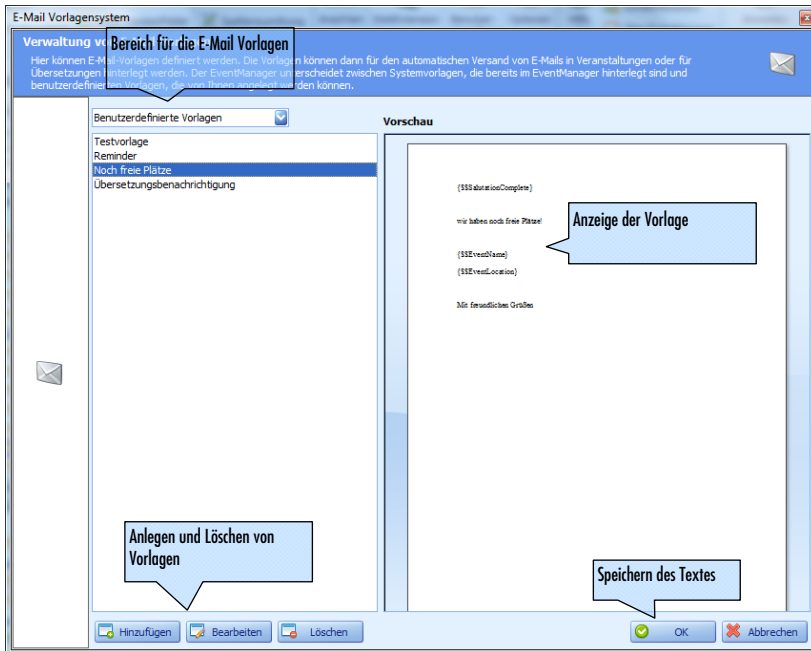 E-Mail Vorlagensystem
Verwaltung vo
Bereich für die E-Mail Vorlagen
Hier können E-Mail-Vorlagen definiert werden. Die Vorlagen können dann für den automatischen Versand von E-Mails in Veranstaltungen oder für
Übersetzungen hinterlegt werden. Der EventManager unterscheidet zwischen Systemvorlagen, die bereits im EventManager hinterlegt sind und
benutzerdefinierten Vorlagen, die von Ihnen angelegt werden können.
Benutzerdefinierte Vorlagen
Vorschau
Testvorlage
Reminder
Noch freie Plätze
Übersetzungsbenachrichtigung
{$$SalutationComplete}
wir haben noch freie Plätze!
Anzeige der Vorlage
{$$EventName}
{$$EventLocation}
Mit freundlichen Grüßen
Anlegen und Löschen von
Vorlagen
Speichern des Textes
Hinzufügen
Bearbeiten
Löschen
OK
Abbrechen